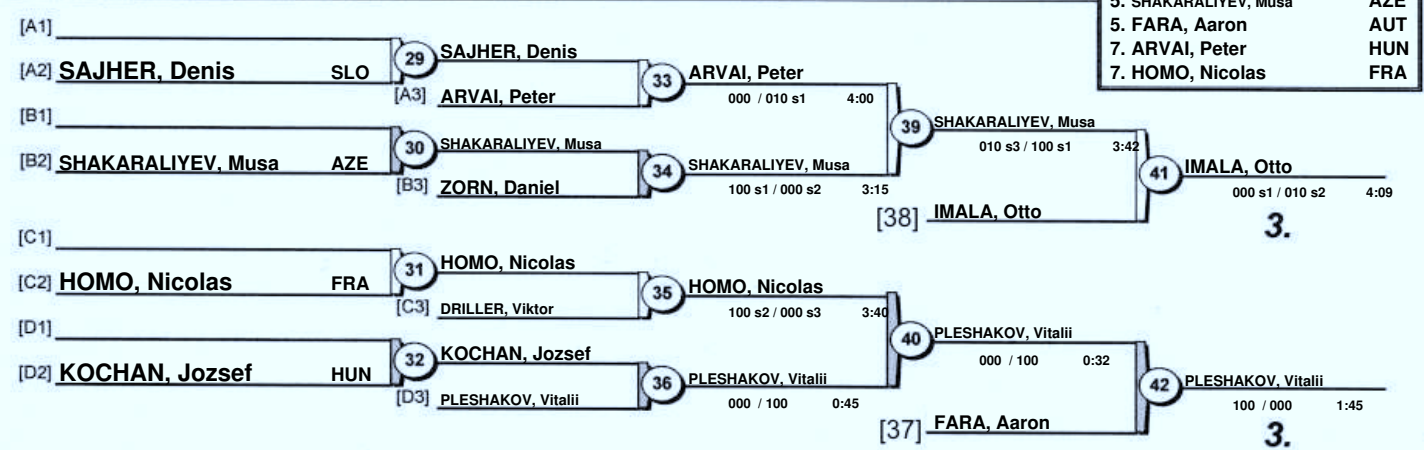 5. SHAKARALIYEV, Musa AZE
5. FARA, Aaron AUT
7. ARVAI, Peter HUN
7. HOMO, Nicolas FRA
[A1]
[A2] SAJHER, Denis SLO
29
SAJHER, Denis
[A3] ARVAI, Peter
33
ARVAI, Peter
000 / 010 s1 4:00
[B1]
[B2] SHAKARALIYEV, Musa AZE
30
SHAKARALIYEV, Musa
[B3] ZORN, Daniel
34
SHAKARALIYEV, Musa
100 s1 / 000 s2 3:15
39
SHAKARALIYEV, Musa
010 s3 / 100 s1 3:42
[38] IMALA, Otto
41
IMALA, Otto
000 s1 / 010 s2 4:09
3.
[C1]
[C2] HOMO, Nicolas FRA
31
HOMO, Nicolas
[C3] DRILLER, Viktor
35
HOMO, Nicolas
100 s2 / 000 s3 3:40
[D1]
[D2] KOCHAN, Jozsef HUN
32
KOCHAN, Jozsef
[D3] PLESHAKOV, Vitalii
36
PLESHAKOV, Vitalii
000 / 100 0:45
40
PLESHAKOV, Vitalii
000 / 100 0:32
[37] FARA, Aaron
42
PLESHAKOV, Vitalii
100 / 000 1:45
3.